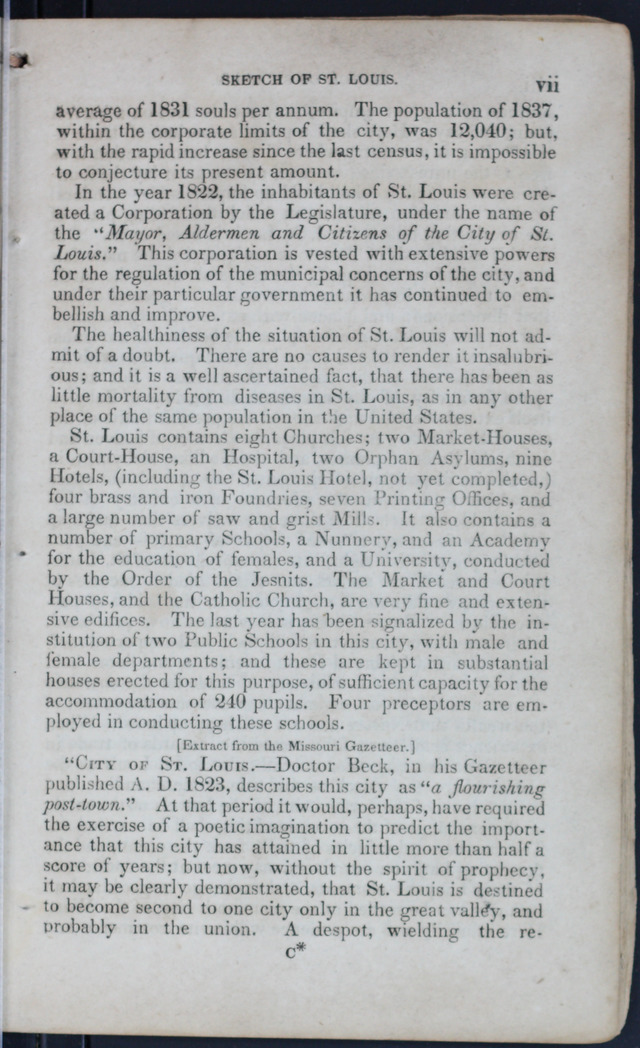 SKETCH OF ST. LOUIS. vii
average of 1831 souls per annum. The population of 1837,
within the corporate limits of the city, was 12,040; but,
with the rapid increase since the last census, it is impossible
to conjecture its present amount.
In the year 1822, the inhabitants of St. Louis were cre-
ated a Corporation by the Legislature, under the name of
the "Mayor, Aldermen and Citizens of the City of St.
Louis." This corporation is vested with extensive powers
for the regulation of the municipal concerns of the city, and
under their particular government it has continued to em-
bellish and improve.
The healthiness of the situation of St. Louis will not ad-
mit of a doubt. There are no causes to render it insalubri-
ous; and it is a well ascertained fact, that there has been as
little mortality from diseases in St. Louis, as in any other
place of the same population in the United States.
St. Louis contains eight Churches; two Market-Houses,
a Court-House, an Hospital, two Orphan Asylums, nine
Hotels, (including the St. Louis Hotel, not yet completed,)
four brass and iron Foundries, seven Printing Offices, and
a large number of saw and grist Mills. It also contains a
number of primary Schools, a Nunnery, and an Academy
for the education of females, and a University, conducted
by the Order of the Jesnits. The Market and Court
Houses, and the Catholic Church, are very fine and exten-
sive edifices. The last year has been signalized by the in-
stitution of two Public Schools in this city, with male and
female departments; and these are kept in substantial
houses erected for this purpose, of sufficient capacity for the
accommodation of 240 pupils. Four preceptors are em-
ployed in conducting these schools.
[Extract from the Missouri Gazetteer.]
"CITY OF ST. LOUIS.—Doctor Beck, in his Gazetteer
published A. D. 1823, describes this city as "a flourishing
post-town." At that period it would, perhaps, have required
the exercise of a poetic imagination to predict the import-
ance that this city has attained in little more than half a
score of years; but now, without the spirit of prophecy,
it may be clearly demonstrated, that St. Louis is destined
to become second to one city only in the great valley, and
probably in the union. A despot, wielding the re-
C*